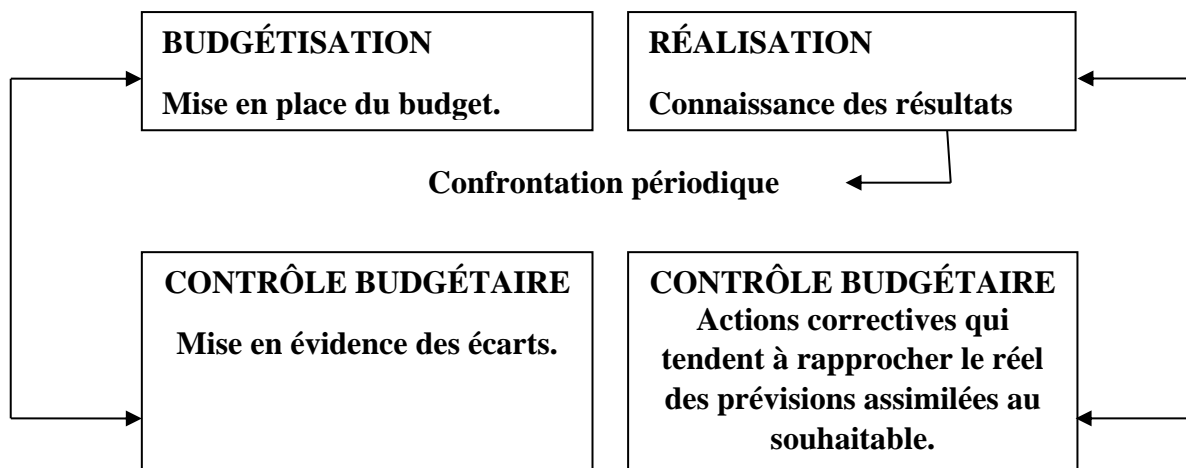 BUDGÉTISATION
Mise en place du budget.
RÉALISATION
Connaissance des résultats
Confrontation périodique
CONTRÔLE BUDGÉTAIRE
Mise en évidence des écarts.
CONTRÔLE BUDGÉTAIRE
Actions correctives qui
tendent à rapprocher le réel
des prévisions assimilées au
souhaitable.